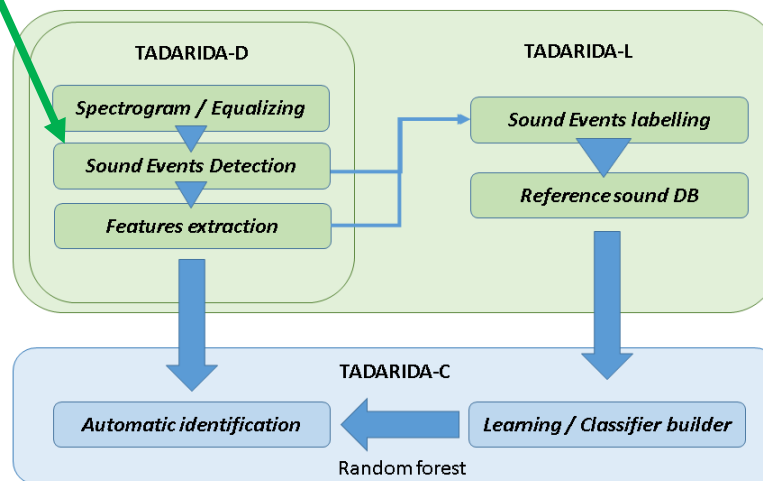 TADARIDA-D
Spectrogram / Equalizing
Sound Events Detection
Features extraction
TADARIDA-L
Sound Events labelling
Reference sound DB
TADARIDA-C
Automatic identification
Learning / Classifier builder
Random forest